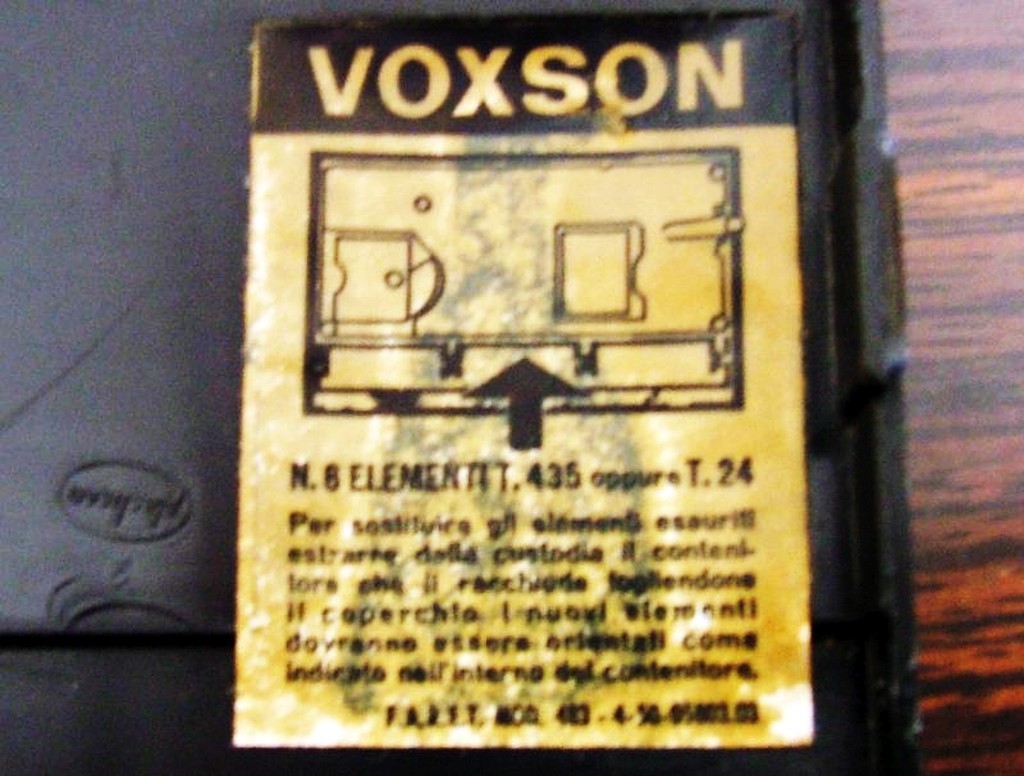 VOXSON
N. 6 ELEMENTI T. 435 oppure T. 24
Per sostituire gli elementi esauriti
estrarre dalla custodia il conteni-
tore che li racchiude togliendone
il coperchio. I nuovi elementi
dovranno essere orientati come
indicato nell'interno del contenitore.
F.A.R.E.T. MOD.